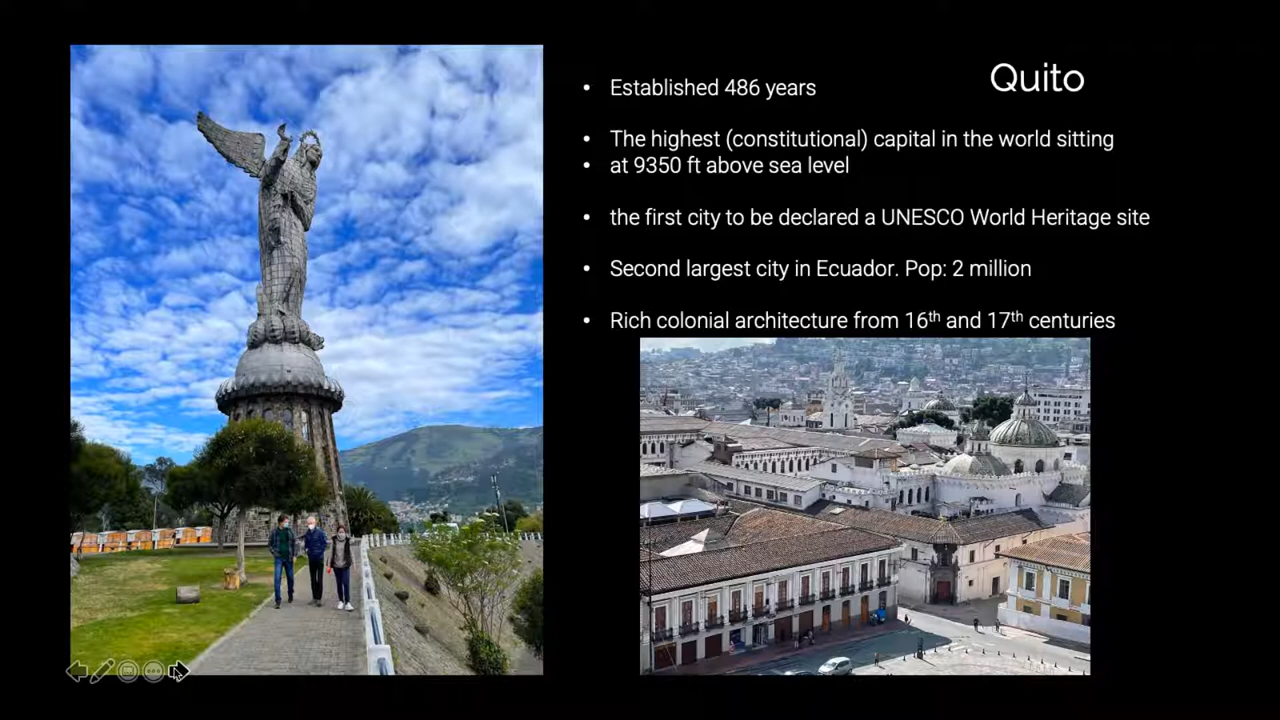 Quito
• Established 486 years
• The highest (constitutional) capital in the world sitting
• at 9350 ft above sea level
• the first city to be declared a UNESCO World Heritage site
• Second largest city in Ecuador. Pop: 2 million
• Rich colonial architecture from 16th and 17th centuries